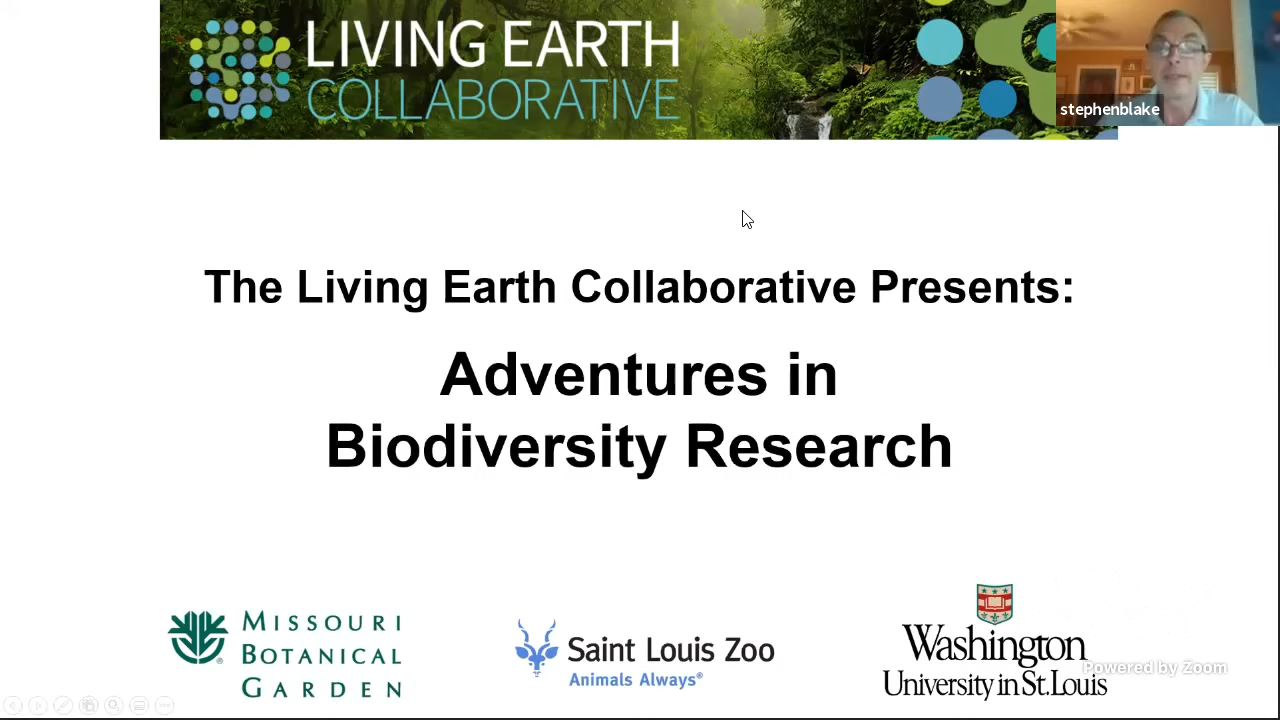 LIVING EARTH
COLLABORATIVE
stephenblake
The Living Earth Collaborative Presents:
Adventures in
Biodiversity Research
MISSOURI
BOTANICAL
GARDEN
®
Saint Louis Zoo
Animals Always®
Washington
University in St. Louis
Powered by Zoom